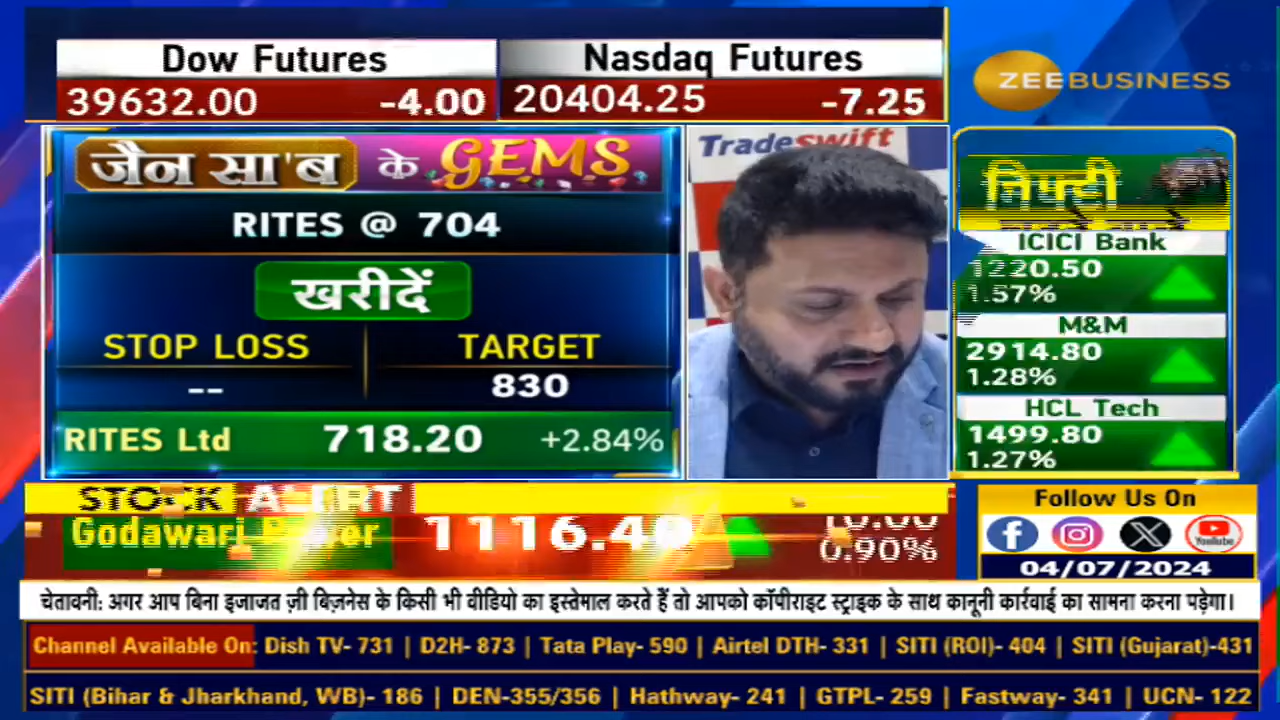 Dow Futures
39632.00 -4.00
Nasdaq Futures
20404.25 -7.25
ZEEBUSINESS
जैन सा'ब के GEMS
RITES @ 704
खरीदें
STOP LOSS
--
TARGET
830
RITES Ltd 718.20 +2.84%
Tradeswift
निफ्टी
ICICI Bank
1220.50
1.57%
M&M
2914.80
1.28%
HCL Tech
1499.80
1.27%
STOCK ALERT
Godawari Power 1116.40 10.00
0.90%
Follow Us On
YouTube
04/07/2024
चेतावनी: अगर आप बिना इजाजत ज़ी बिज़नेस के किसी भी वीडियो का इस्तेमाल करते हैं तो आपको कॉपीराइट स्ट्राइक के साथ कानूनी कार्रवाई का सामना करना पड़ेगा।
Channel Available On: Dish TV- 731 | D2H- 873 | Tata Play- 590 | Airtel DTH- 331 | SITI (ROI)- 404 | SITI (Gujarat)-431
SITI (Bihar & Jharkhand, WB)- 186 | DEN-355/356 | Hathway- 241 | GTPL- 259 | Fastway- 341 | UCN- 122